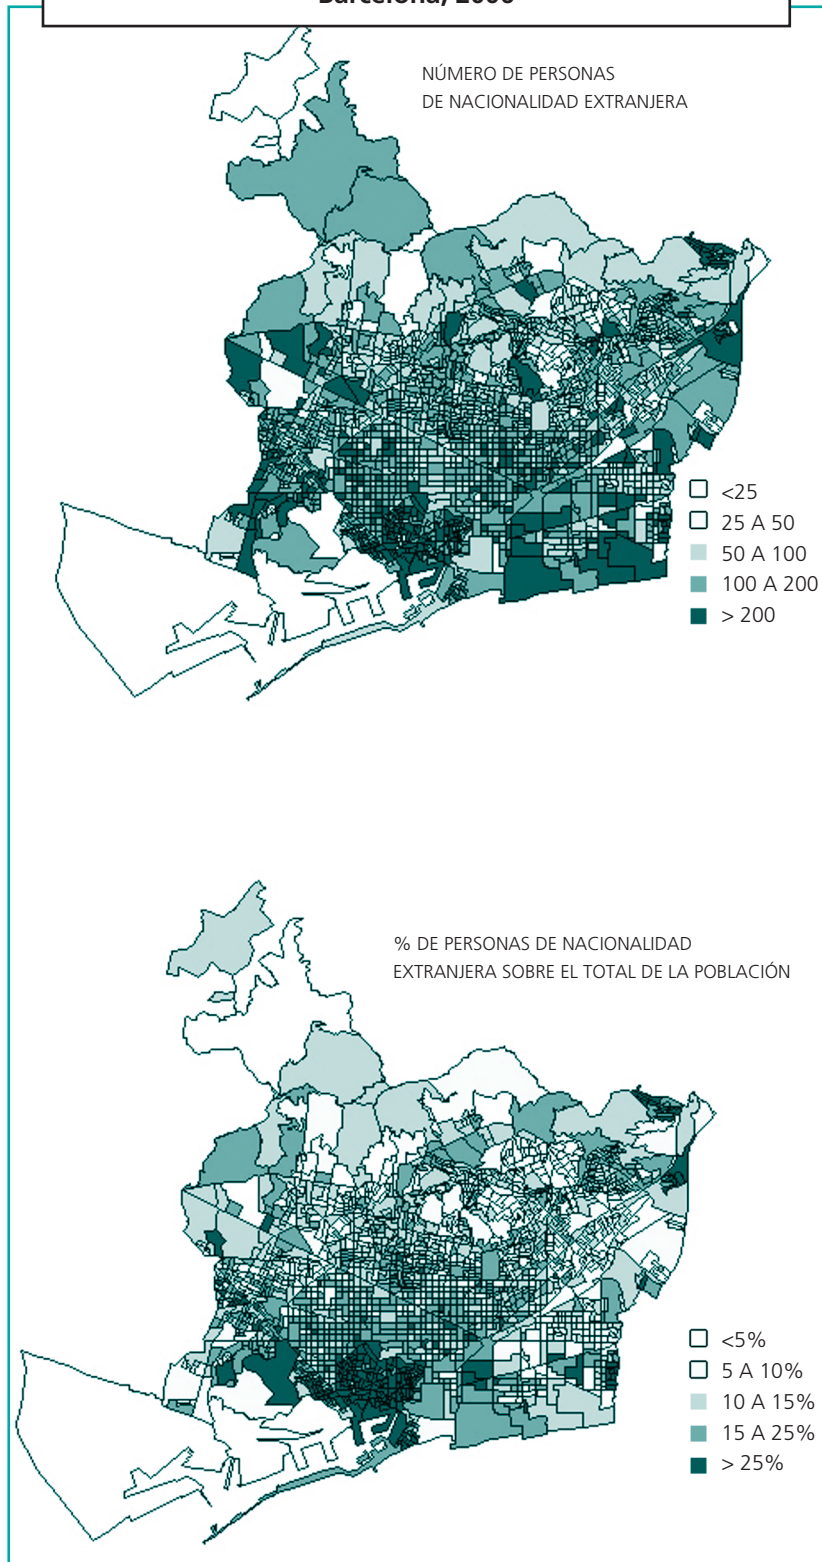 NÚMERO DE PERSONAS
DE NACIONALIDAD EXTRANJERA
<25
25 A 50
50 A 100
100 A 200
> 200
% DE PERSONAS DE NACIONALIDAD
EXTRANJERA SOBRE EL TOTAL DE LA POBLACIÓN
<5%
5 A 10%
10 A 15%
15 A 25%
> 25%